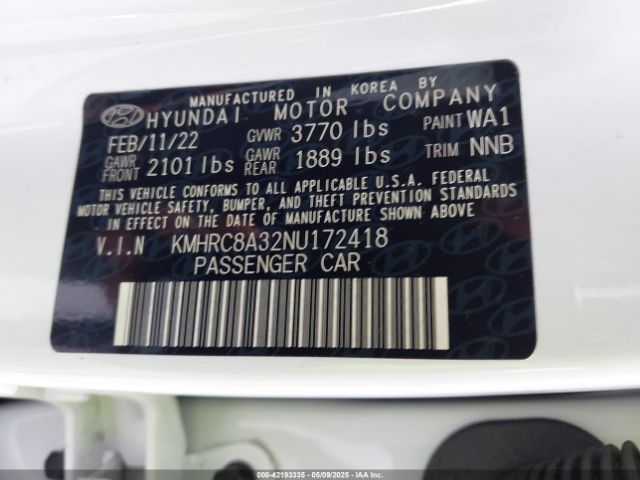 MANUFACTURED IN KOREA BY
HYUNDAI MOTOR COMPANY
FEB/11/22 GVWR 3770 lbs PAINT WA1
GAWR FRONT 2101 lbs GAWR REAR 1889 lbs TRIM NNB
THIS VEHICLE CONFORMS TO ALL APPLICABLE U.S.A. FEDERAL
MOTOR VEHICLE SAFETY, BUMPER, AND THEFT PREVENTION STANDARDS
IN EFFECT ON THE DATE OF MANUFACTURE SHOWN ABOVE
V.I.N KMHRC8A32NU172418
PASSENGER CAR
000-42193335 - 05/09/2025 - IAAI.COM